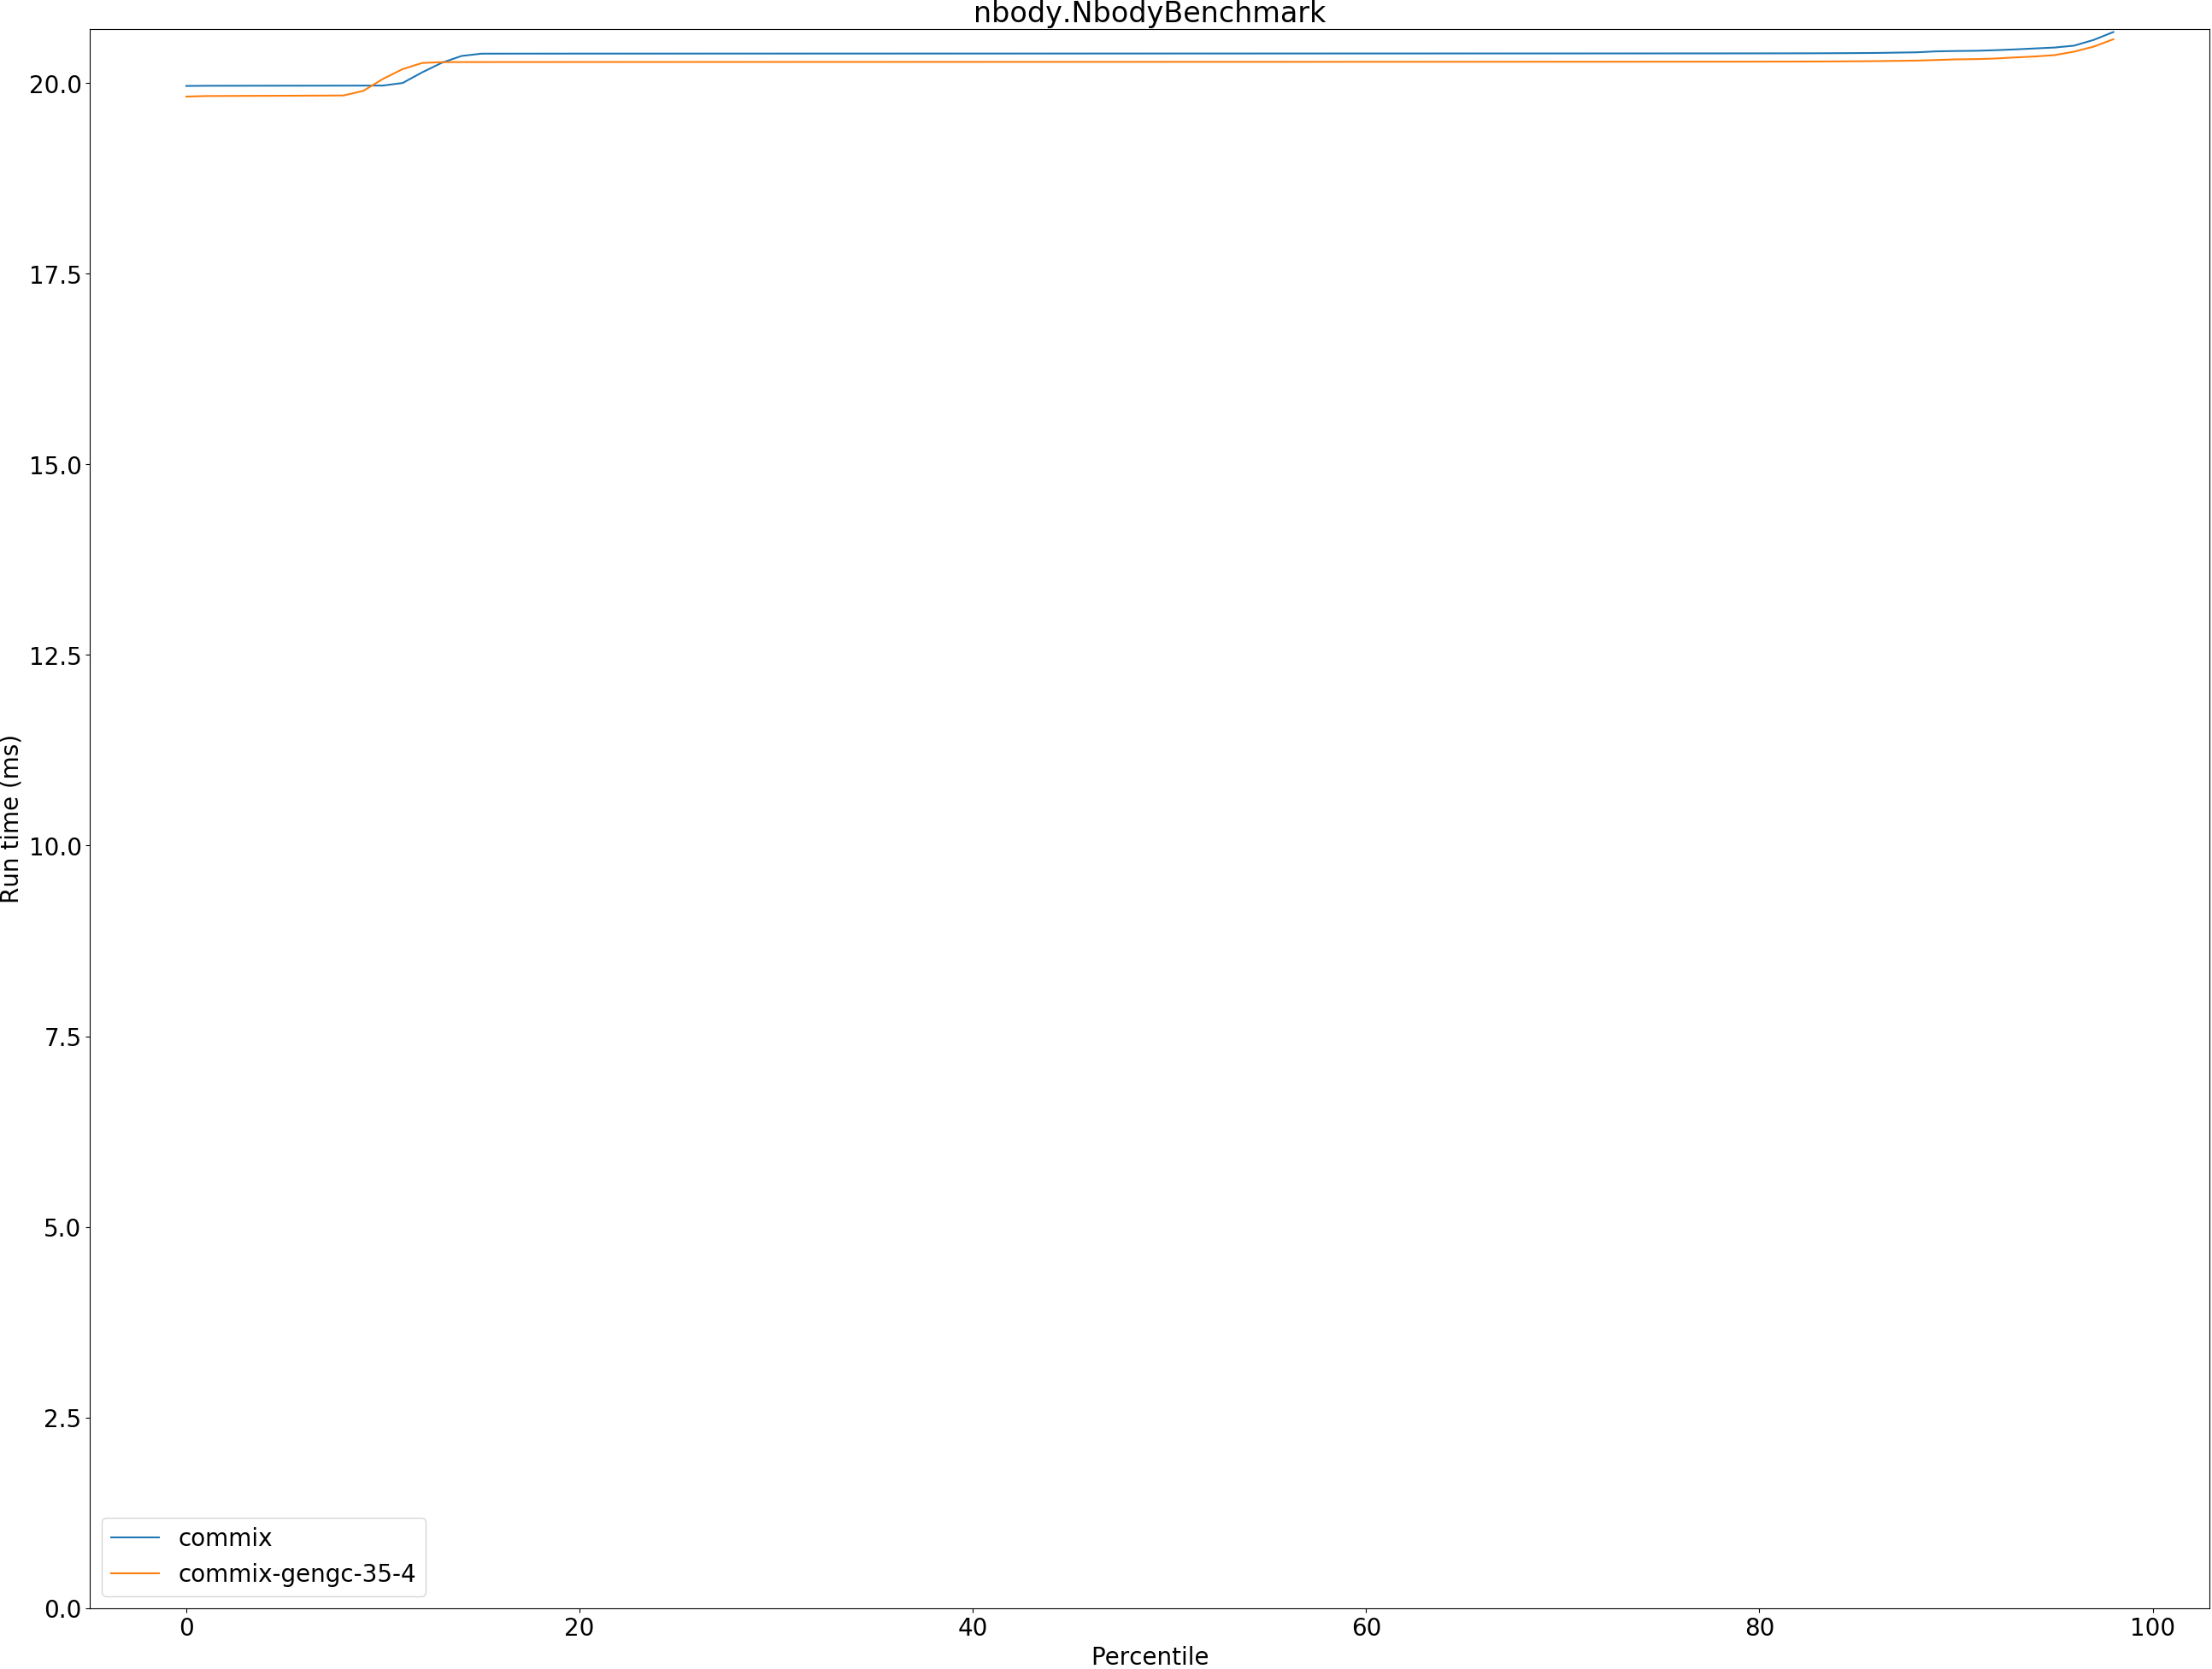 nbody.NbodyBenchmark
20.0
17.5
15.0
12.5
10.0
7.5
5.0
2.5
0.0
Run time (ms)
commix
commix-gengc-35-4
0 20 40 60 80 100
Percentile